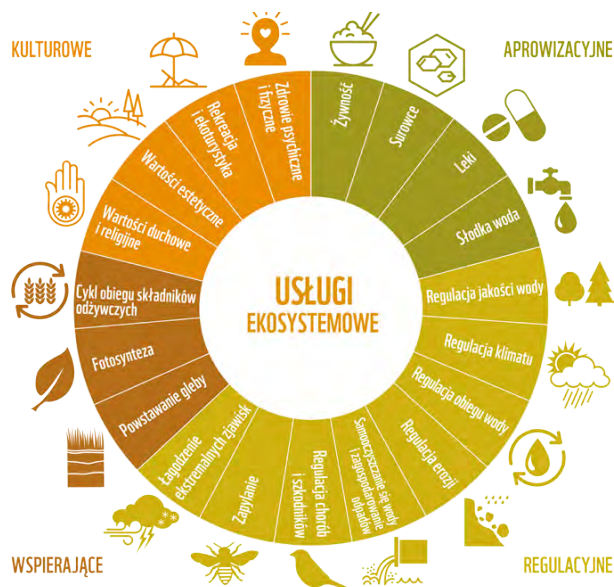 KULTUROWE
APROWIZACYJNE
Zdrowie psychiczne
i fizyczne
Rekreacja
i ekoturystyka
Wartości estetyczne
Wartości duchowe
i religijne
Cykl obiegu składników
odżywczych
Fotosynteza
Powstawanie gleby
Żywność
Surowce
Leki
Słodka woda
Regulacja jakości wody
Regulacja klimatu
Regulacja obiegu wody
Regulacja erozji
Samooczyszczanie się wody
i zagospodarowanie
odpadów
Regulacja chorób
i szkodników
Zapylanie
Łagodzenie
ekstremalnych zjawisk
USŁUGI
EKOSYSTEMOWE
WSPIERAJĄCE
REGULACYJNE